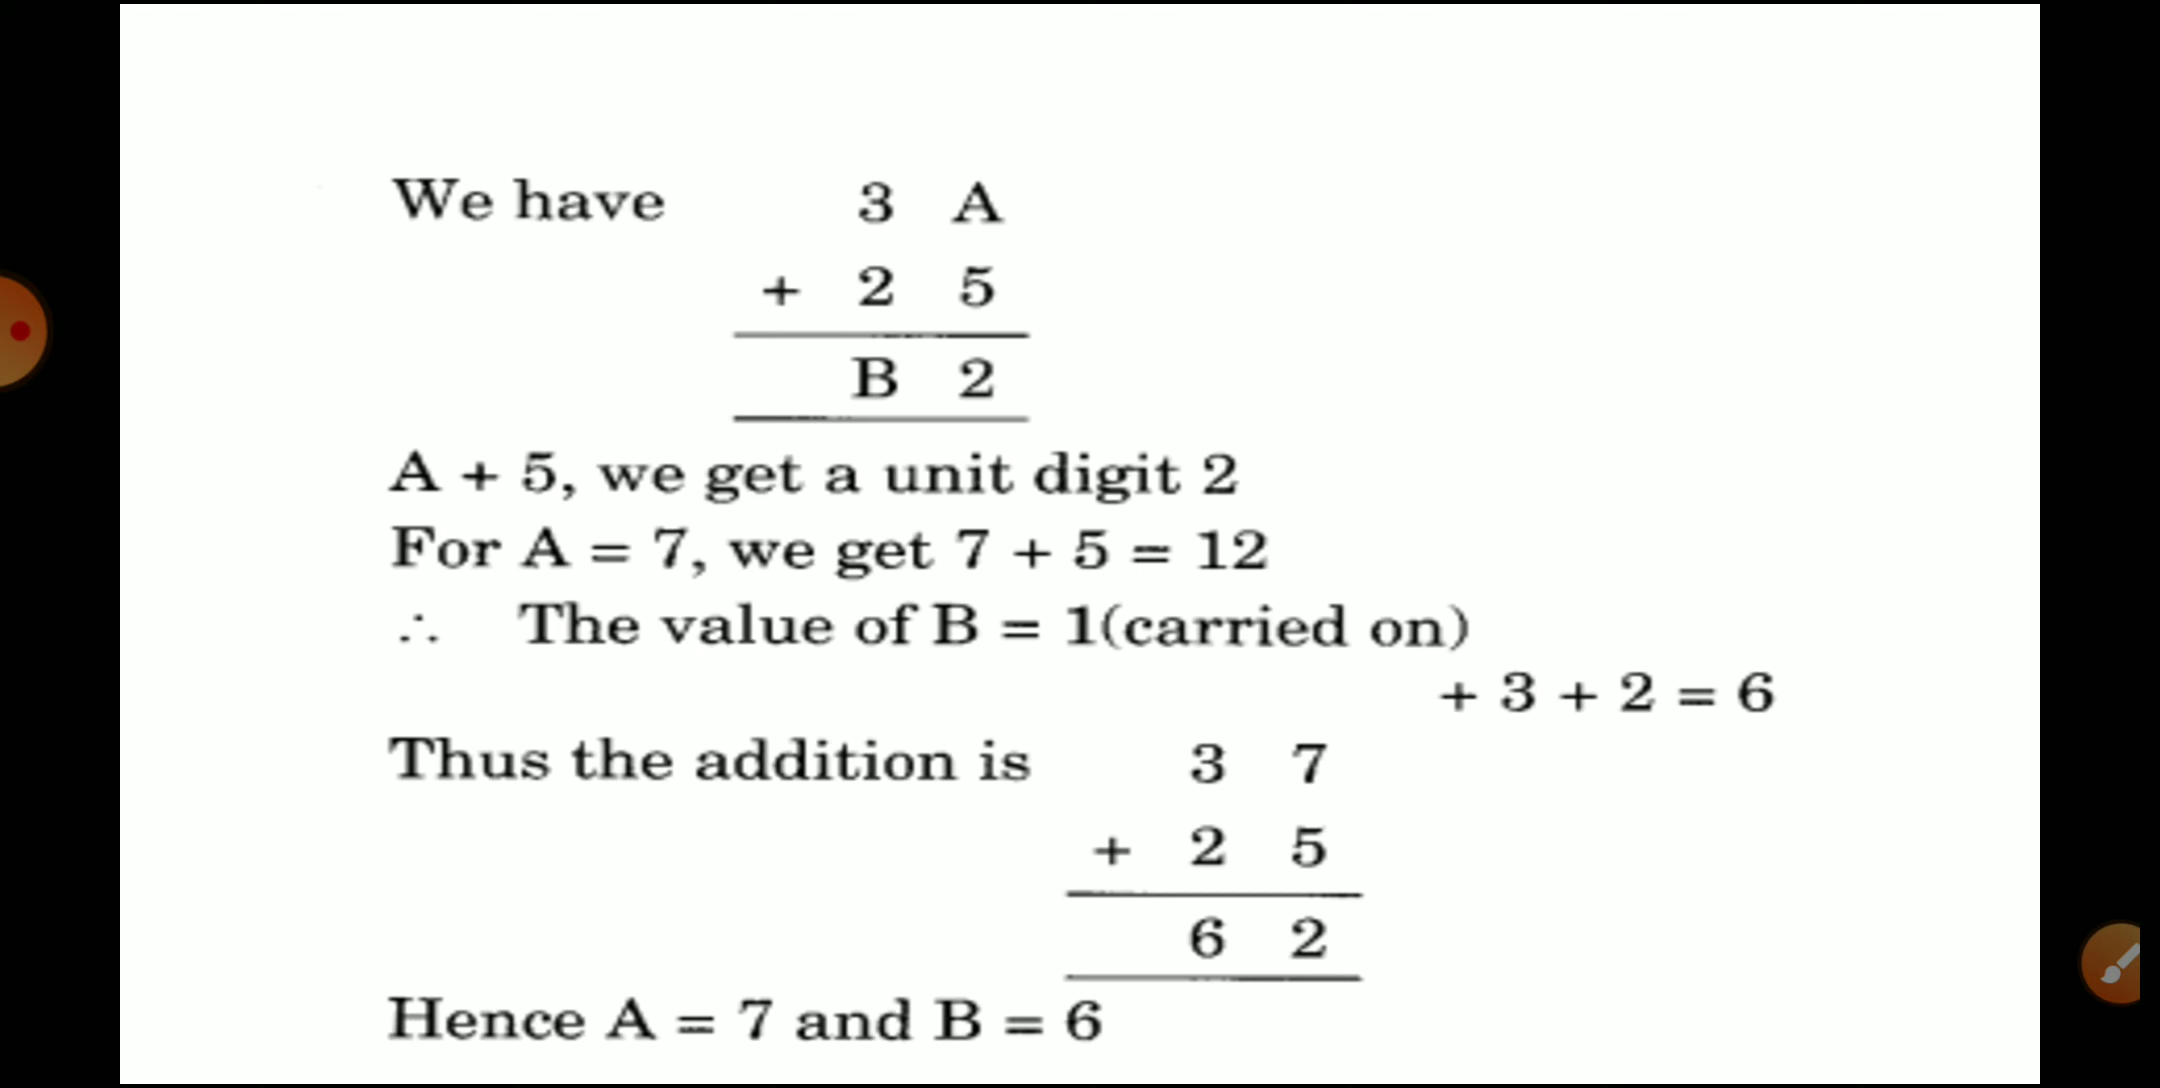 We have 3 A
+ 2 5
B 2
A + 5, we get a unit digit 2
For A = 7, we get 7 + 5 = 12
∴ The value of B = 1(carried on)
+ 3 + 2 = 6
Thus the addition is 3 7
+ 2 5
6 2
Hence A = 7 and B = 6